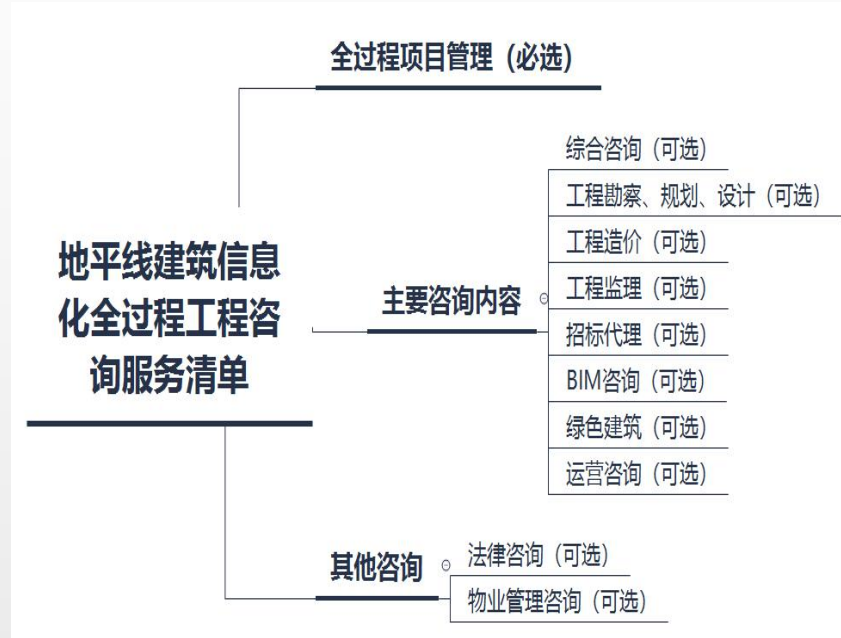 全过程项目管理（必选）
综合咨询（可选）
工程勘察、规划、设计（可选）
工程造价（可选）
地平线建筑信息
化全过程工程咨
询服务清单
主要咨询内容
工程监理（可选）
招标代理（可选）
BIM咨询（可选）
绿色建筑（可选）
运营咨询（可选）
其他咨询
法律咨询（可选）
物业管理咨询（可选）